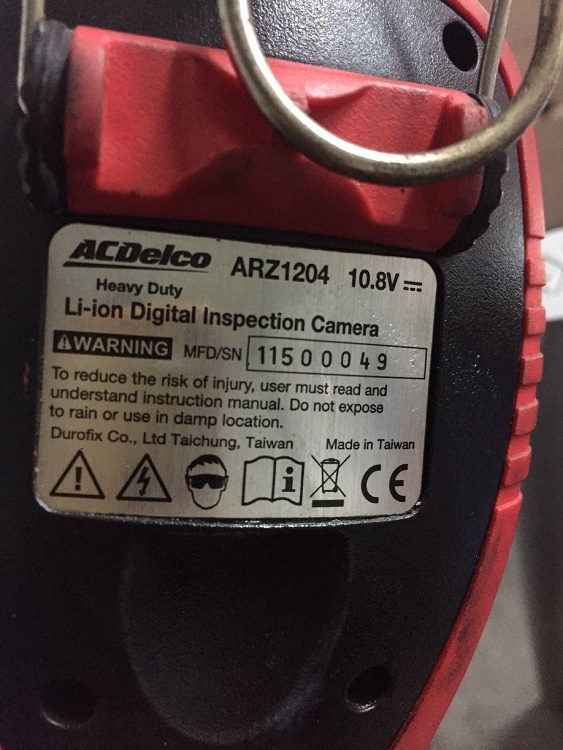 ACDelco ARZ1204 10.8V
Heavy Duty
Li-ion Digital Inspection Camera
WARNING MFD/SN 11500049
To reduce the risk of injury, user must read and
understand instruction manual. Do not expose
to rain or use in damp location.
Durofix Co., Ltd Taichung, Taiwan Made in Taiwan
CE